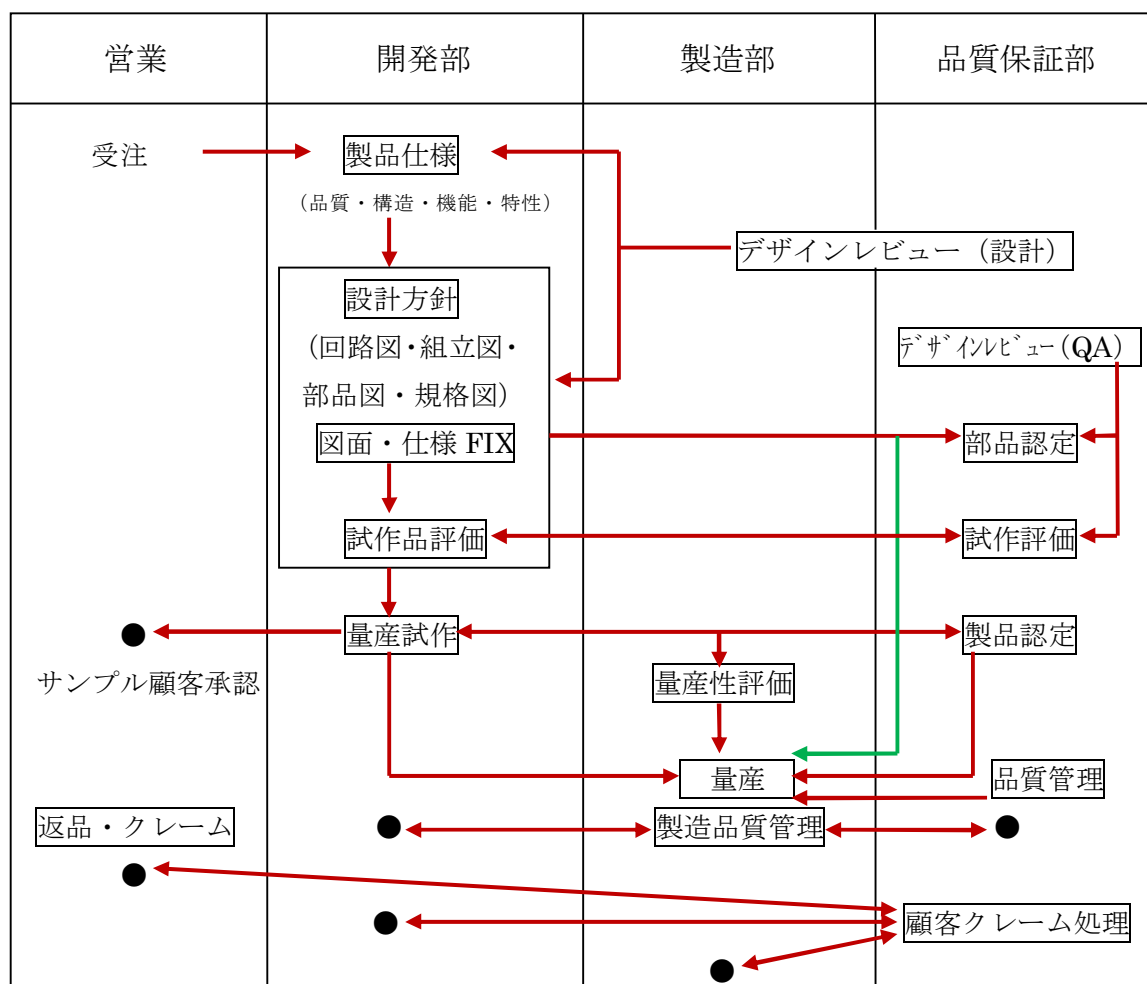 営業
開発部
製造部
品質保証部
受注
製品仕様
（品質・構造・機能・特性）
デザインレビュー（設計）
設計方針
（回路図・組立図・
部品図・規格図）
ﾃﾞｻﾞｲﾝﾚﾋﾞｭｰ(QA)
図面・仕様 FIX
部品認定
試作品評価
試作評価
量産試作
製品認定
サンプル顧客承認
量産性評価
量産
品質管理
返品・クレーム
製造品質管理
顧客クレーム処理